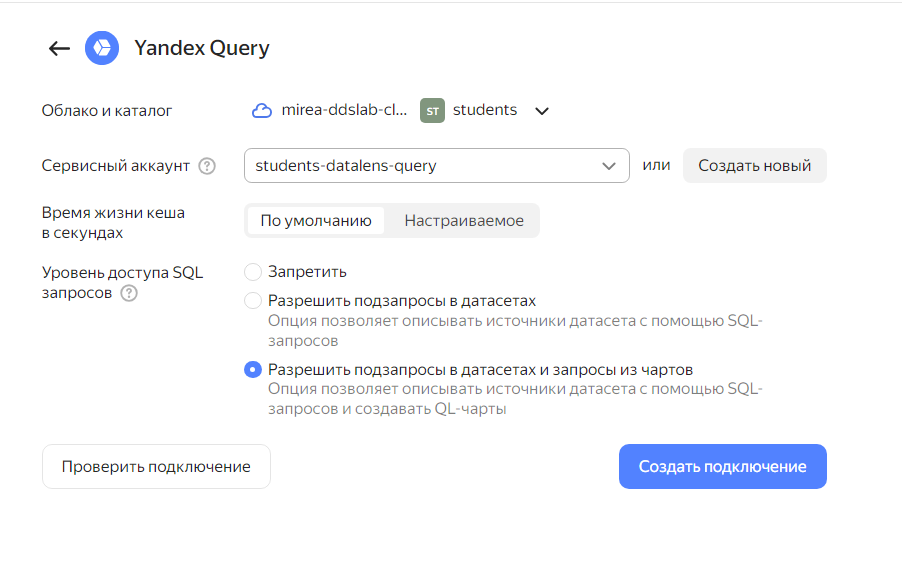 Yandex Query
Облако и каталог
mirea-ddslab-cl... ST students
Сервисный аккаунт ?
students-datalens-query
или
Создать новый
Время жизни кеша
в секундах
По умолчанию Настраиваемое
Уровень доступа SQL
запросов ?
Запретить
Разрешить подзапросы в датасетах
Опция позволяет описывать источники датасета с помощью SQL-
запросов
Разрешить подзапросы в датасетах и запросы из чартов
Опция позволяет описывать источники датасета с помощью SQL-
запросов и создавать QL-чарты
Проверить подключение
Создать подключение